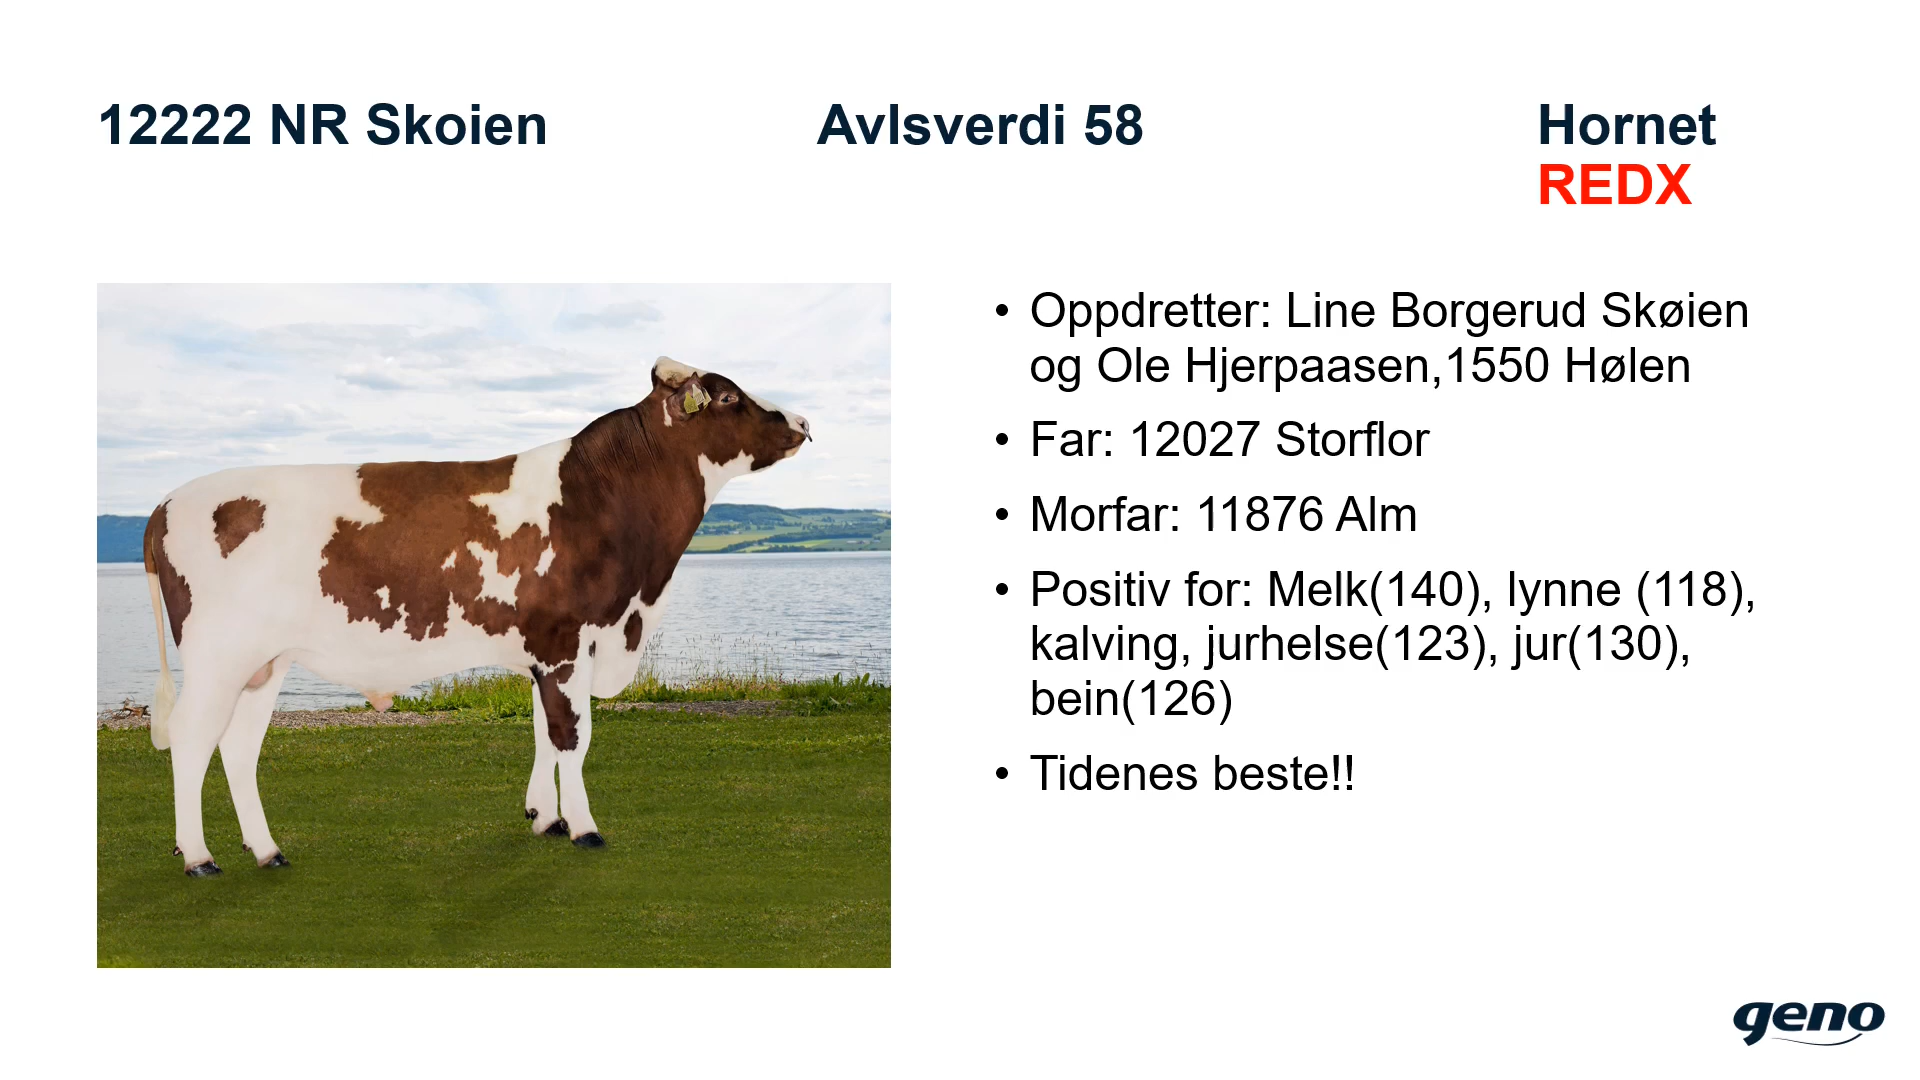 12222 NR Skoien
Avlsverdi 58
Hornet
REDX
• Oppdretter: Line Borgerud Skøien
og Ole Hjerpaasen,1550 Hølen
• Far: 12027 Storflor
• Morfar: 11876 Alm
• Positiv for: Melk(140), lynne (118),
kalving, jurhelse(123), jur(130),
bein(126)
• Tidenes beste!!
geno